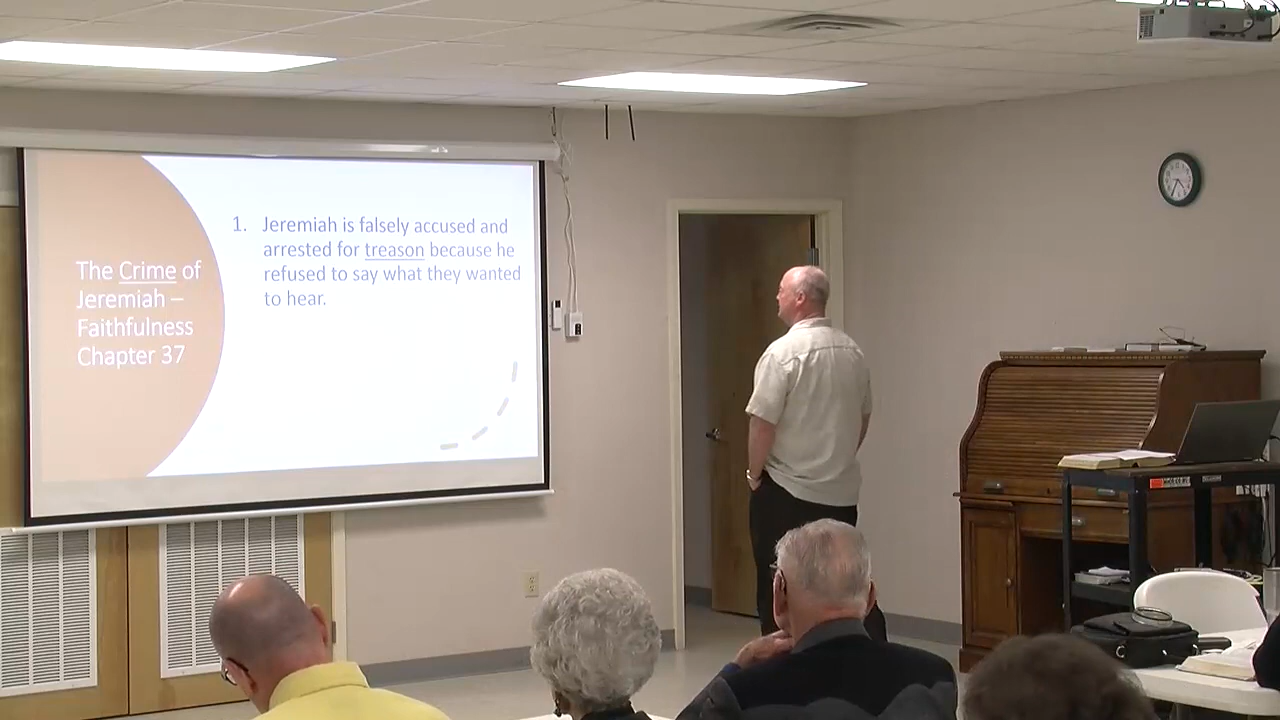 The Crime of
Jeremiah –
Faithfulness
Chapter 37
1. Jeremiah is falsely accused and
arrested for treason because he
refused to say what they wanted
to hear.